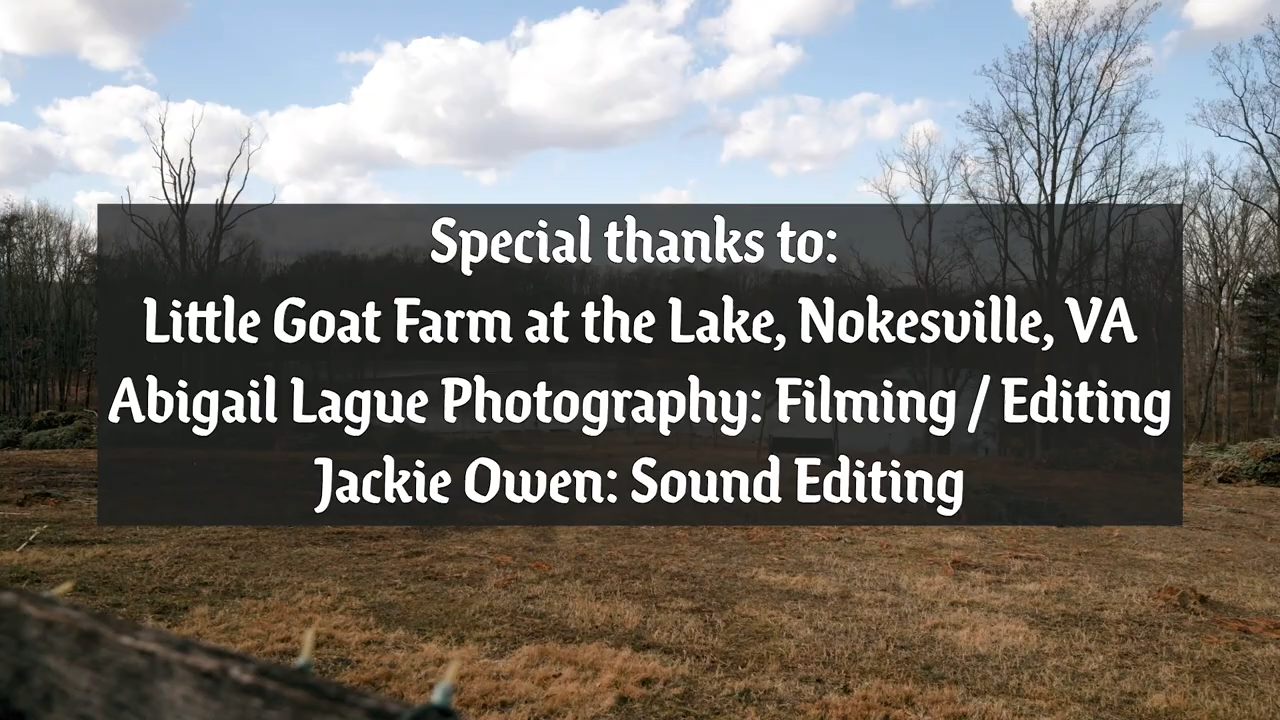 Special thanks to:
Little Goat Farm at the Lake, Nokesville, VA
Abigail Lague Photography: Filming / Editing
Jackie Owen: Sound Editing